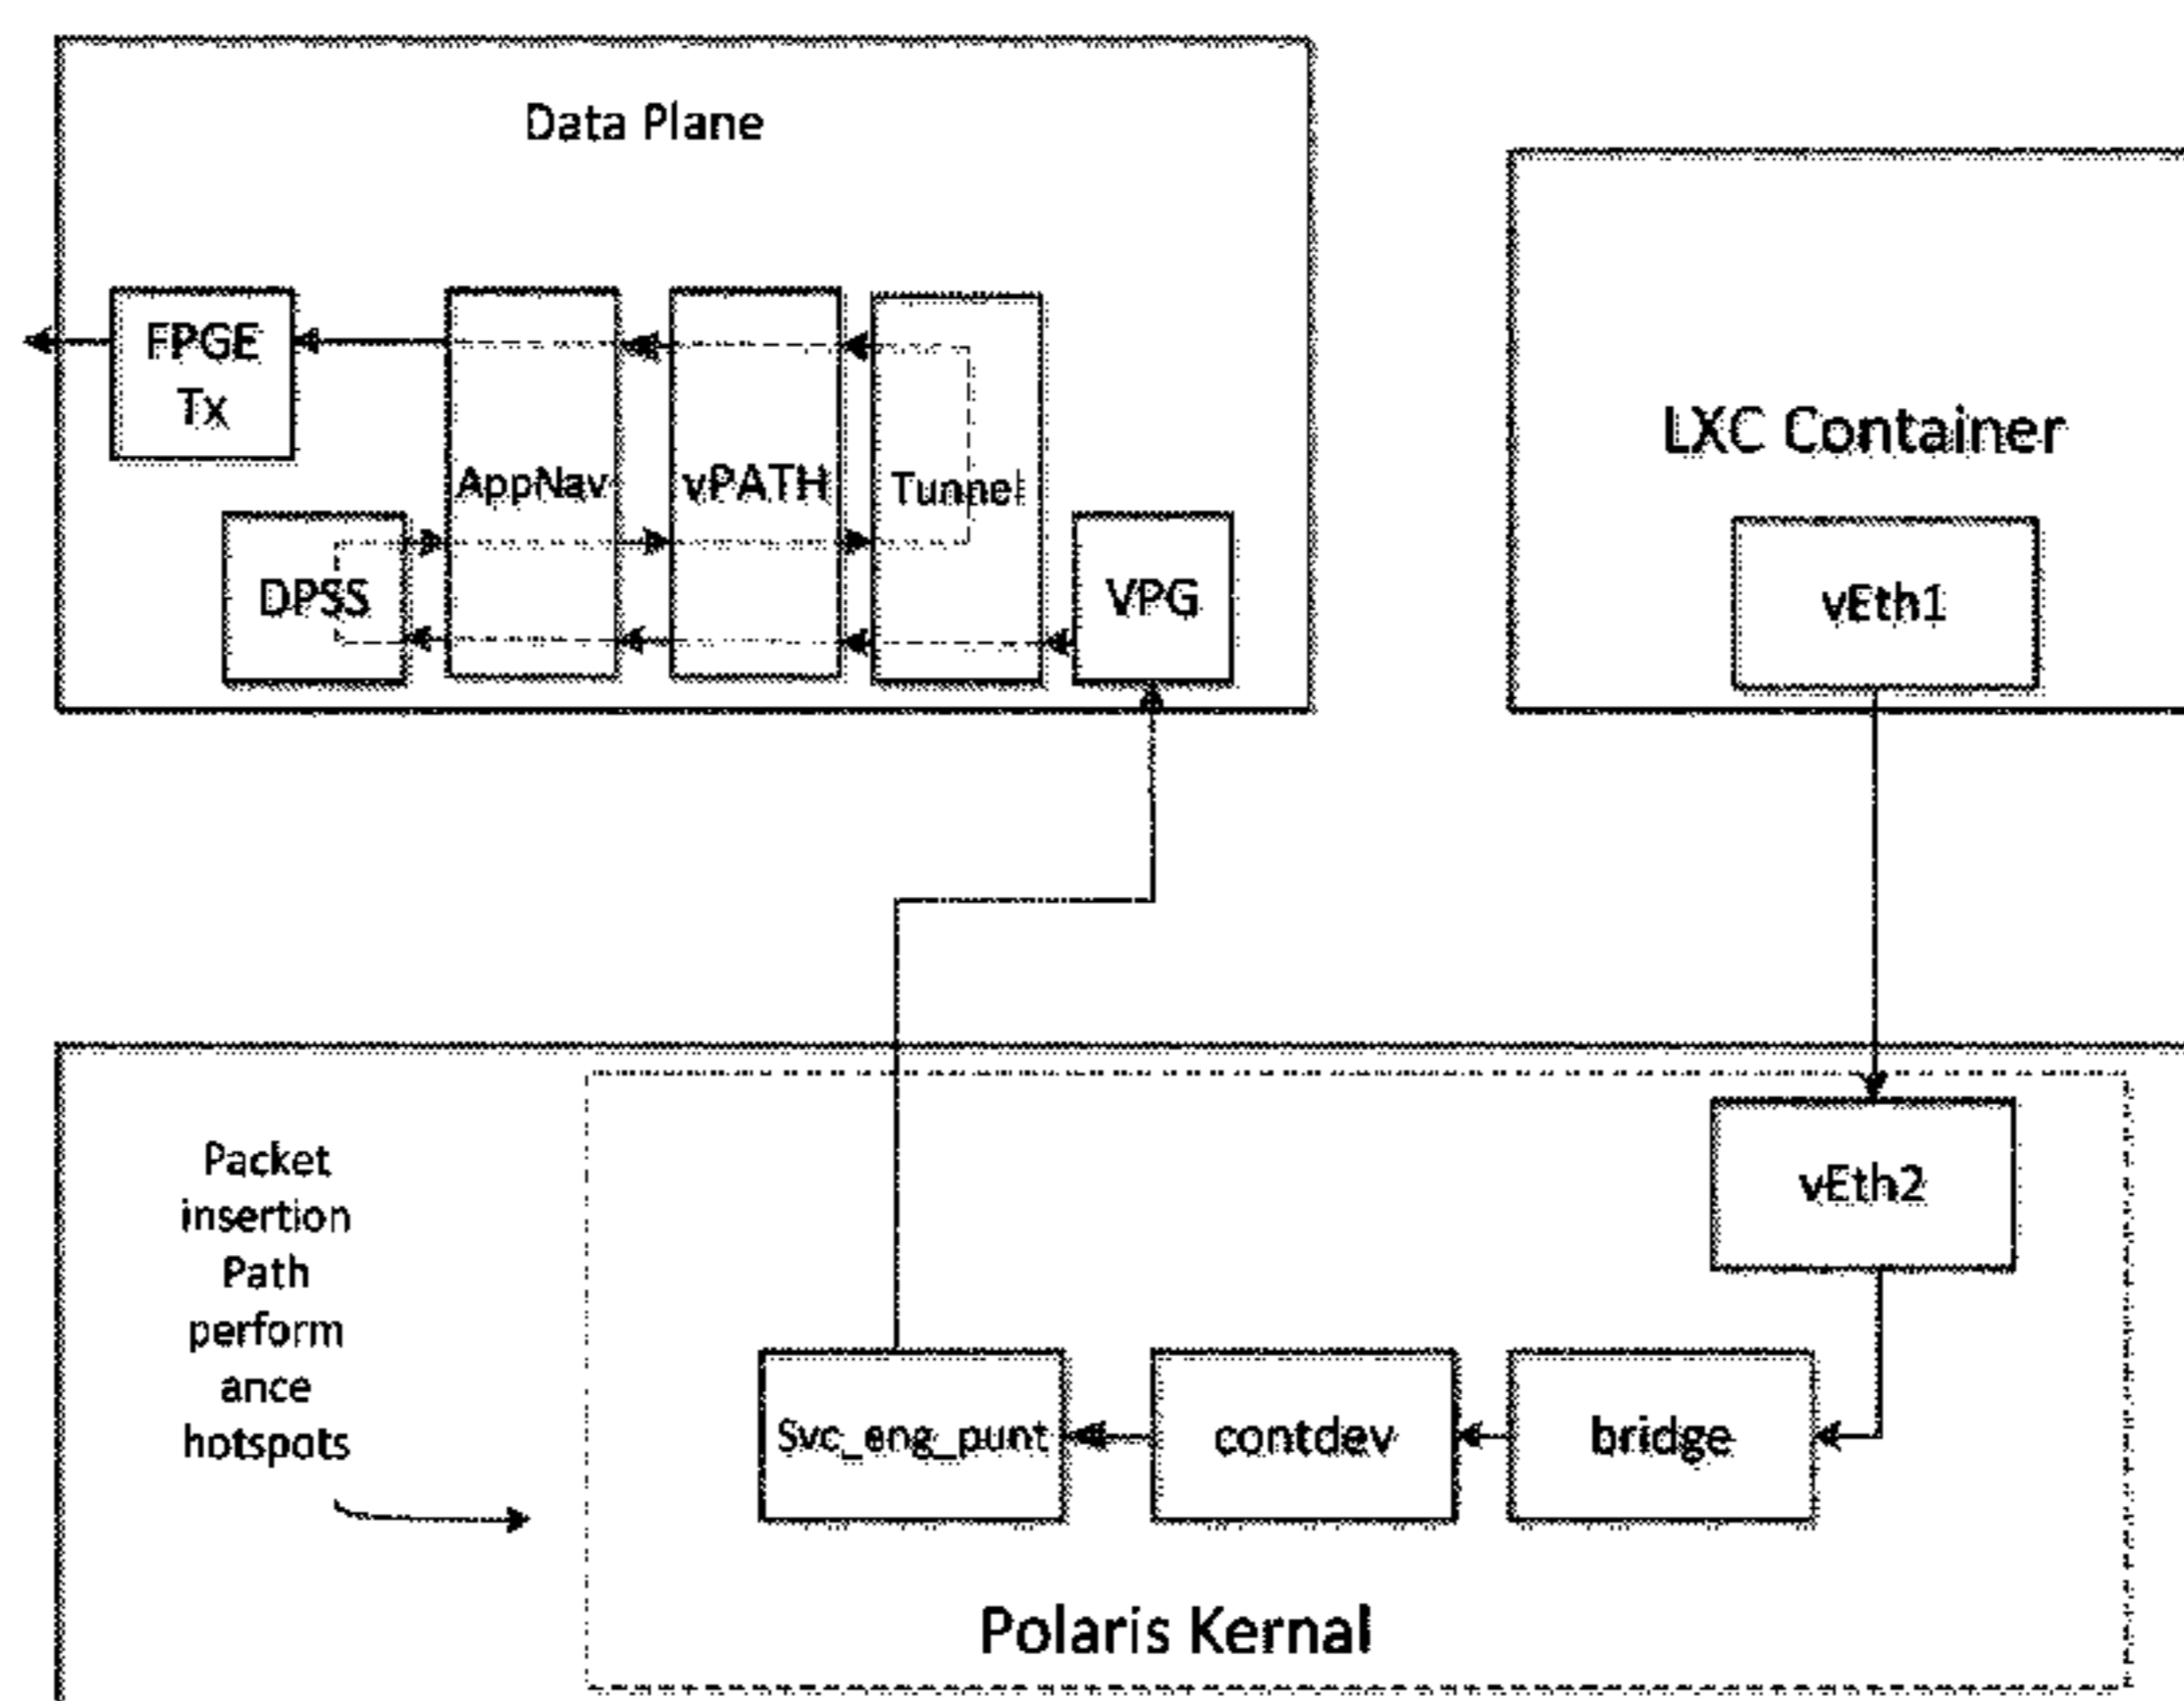 Data Plane
FPGE
Tx
AppNav
vPATH
Tunnel
DPSS
VPG
LXC Container
vEth1
Packet
insertion
Path
perform
ance
hotspots
vEth2
Svc_eng_punt
contdev
bridge
Polaris Kernal